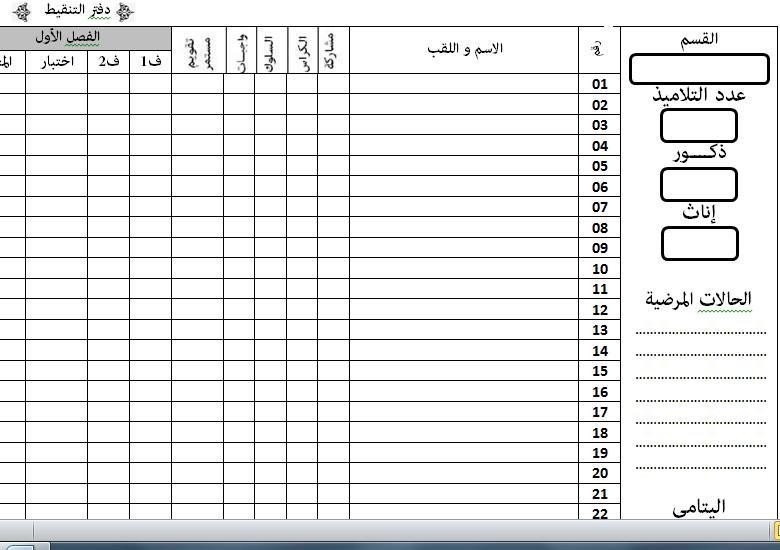 دفتر التنقيط
القسم
عدد التلاميذ
ذكـــور
إناث
الحالات المرضية
اليتامى
رقم
الاسم و اللقب
مشاركة
الكراس
السلوك
واجبات
تقويم مستمر
الفصل الأول
ف1
ف2
اختبار
01
02
03
04
05
06
07
08
09
10
11
12
13
14
15
16
17
18
19
20
21
22